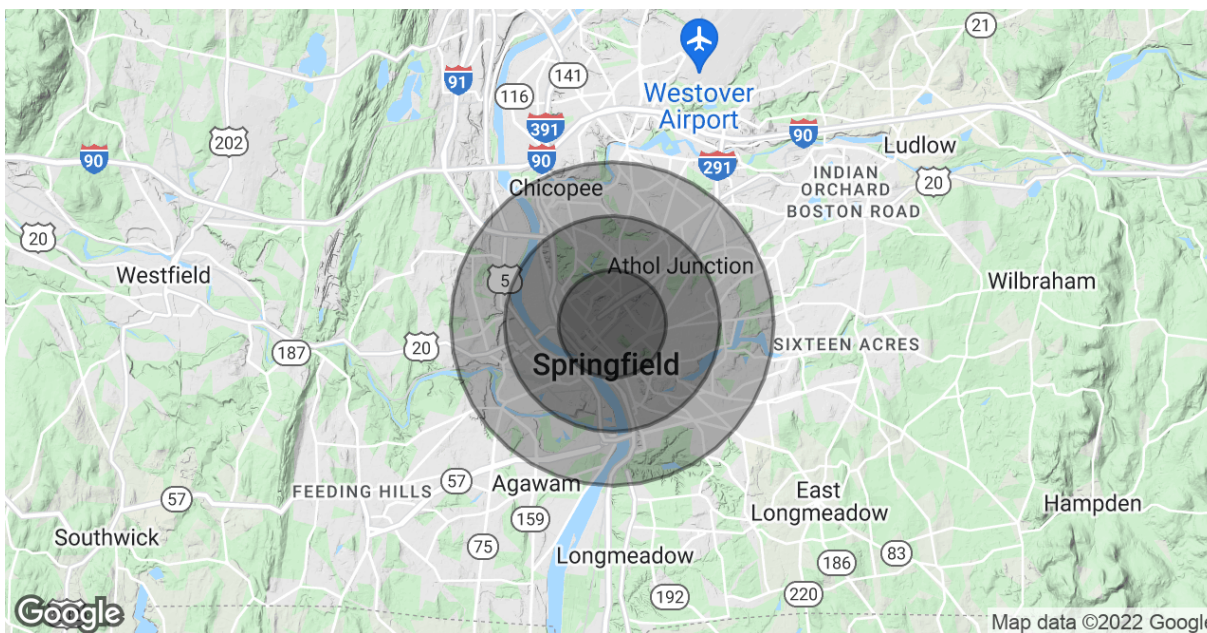 21
91
141
116
Westover
Airport
391
90
202
90
90
Ludlow
291
20
INDIAN
ORCHARD
Chicopee
BOSTON ROAD
20
Athol Junction
Westfield
5
Wilbraham
187
20
SIXTEEN ACRES
Springfield
57
Agawam
East
Longmeadow
FEEDING HILLS
57
Hampden
159
Southwick
75
Longmeadow
83
186
192
220
Google
Map data ©2022 Google